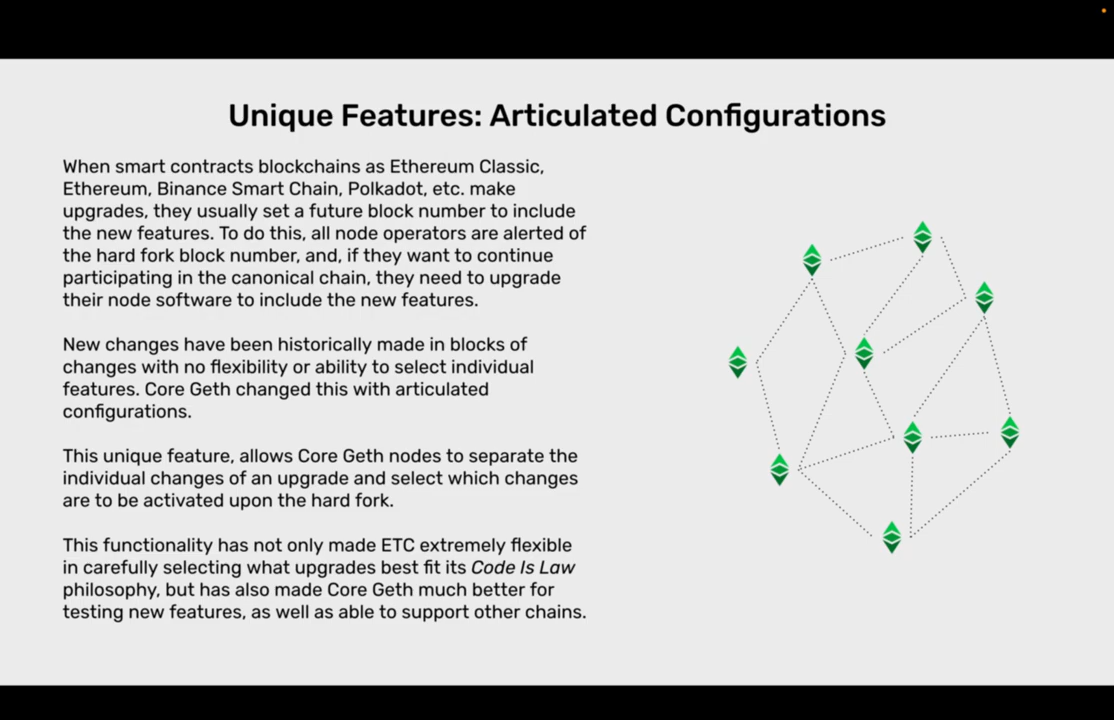 Unique Features: Articulated Configurations
When smart contracts blockchains as Ethereum Classic,
Ethereum, Binance Smart Chain, Polkadot, etc. make
upgrades, they usually set a future block number to include
the new features. To do this, all node operators are alerted of
the hard fork block number, and, if they want to continue
participating in the canonical chain, they need to upgrade
their node software to include the new features.
New changes have been historically made in blocks of
changes with no flexibility or ability to select individual
features. Core Geth changed this with articulated
configurations.
This unique feature, allows Core Geth nodes to separate the
individual changes of an upgrade and select which changes
are to be activated upon the hard fork.
This functionality has not only made ETC extremely flexible
in carefully selecting what upgrades best fit its Code Is Law
philosophy, but has also made Core Geth much better for
testing new features, as well as able to support other chains.